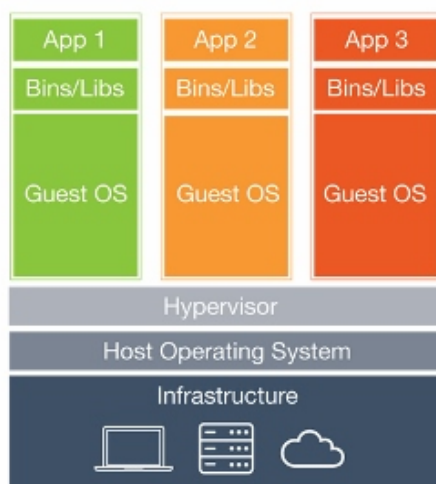 App 1
App 2
App 3
Bins/Libs
Bins/Libs
Bins/Libs
Guest OS
Guest OS
Guest OS
Hypervisor
Host Operating System
Infrastructure